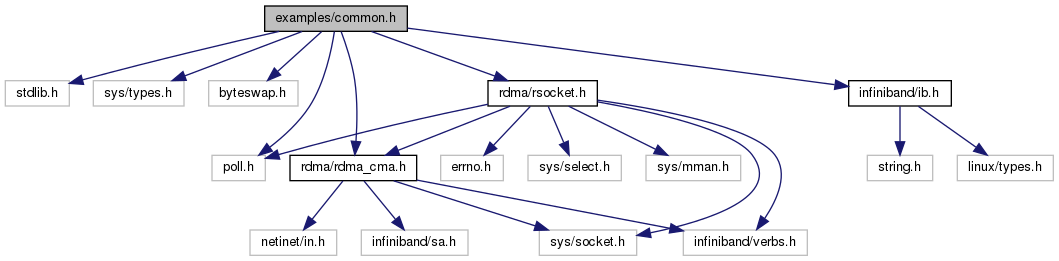 examples/common.h
stdlib.h
sys/types.h
byteswap.h
rdma/rsocket.h
infiniband/ib.h
poll.h
rdma/rdma_cma.h
errno.h
sys/select.h
sys/mman.h
string.h
linux/types.h
netinet/in.h
infiniband/sa.h
sys/socket.h
infiniband/verbs.h